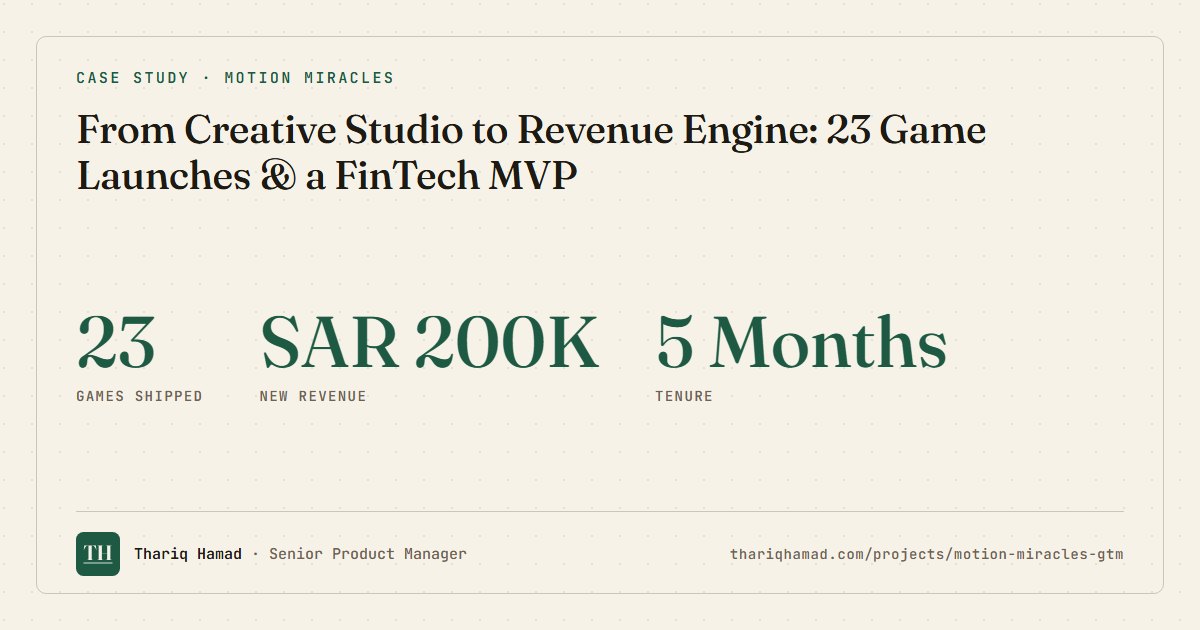 CASE STUDY · MOTION MIRACLES
From Creative Studio to Revenue Engine: 23 Game
Launches & a FinTech MVP
23 SAR 200K 5 Months
GAMES SHIPPED NEW REVENUE TENURE
TH Thariq Hamad · Senior Product Manager thariqhamad.com/projects/motion-miracles-gtm